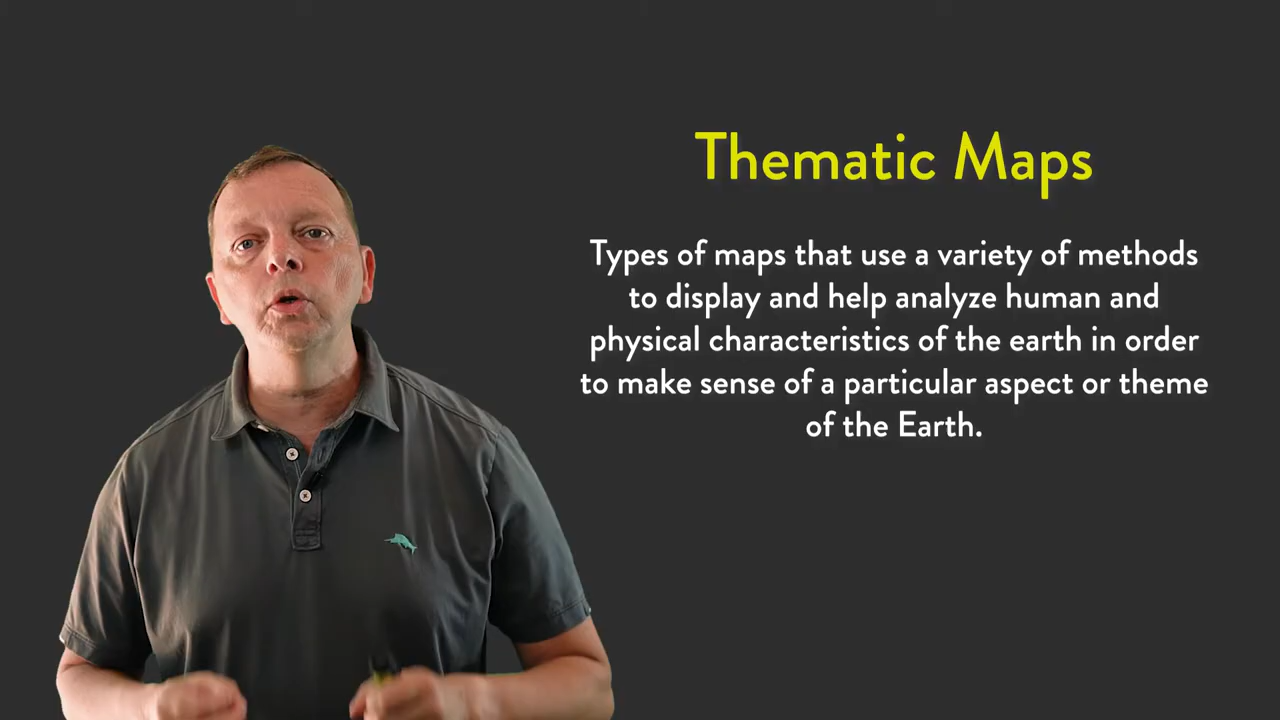 Thematic Maps
Types of maps that use a variety of methods
to display and help analyze human and
physical characteristics of the earth in order
to make sense of a particular aspect or theme
of the Earth.